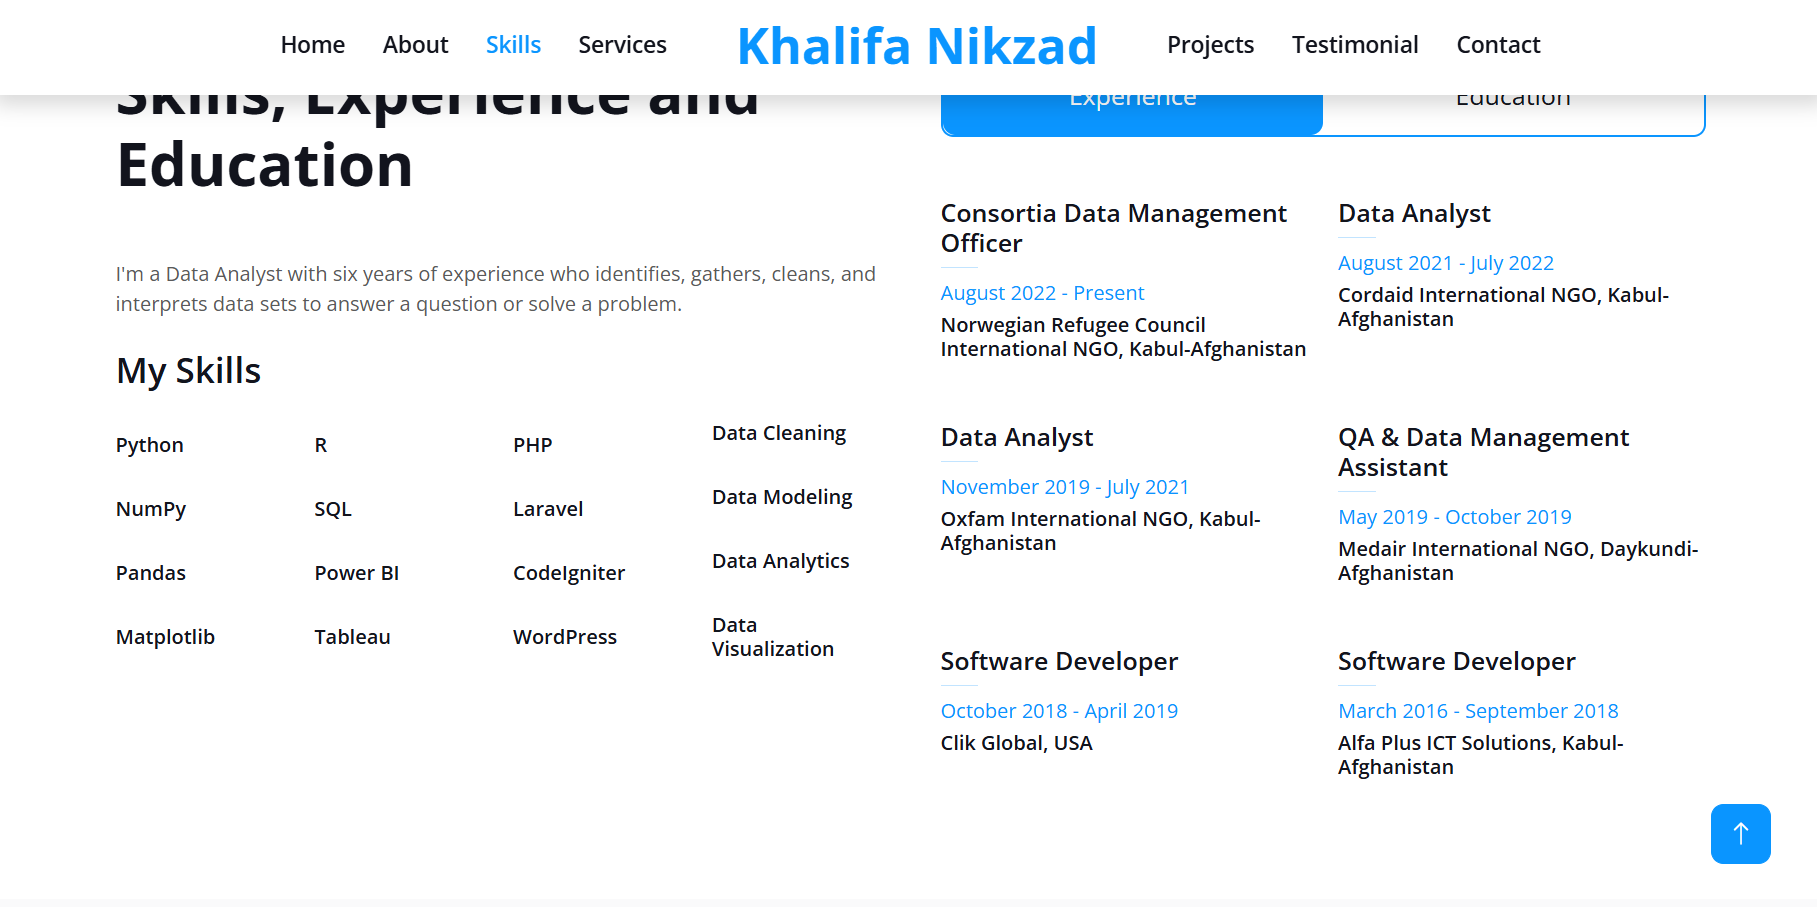 Home About Skills Services Khalifa Nikzad Projects Testimonial Contact
Skills, Experience and
Education
I'm a Data Analyst with six years of experience who identifies, gathers, cleans, and
interprets data sets to answer a question or solve a problem.
My Skills
Python R PHP Data Cleaning
NumPy SQL Laravel Data Modeling
Pandas Power BI CodeIgniter Data Analytics
Matplotlib Tableau WordPress Data
Visualization
Experience Education
Consortia Data Management
Officer
August 2022 - Present
Norwegian Refugee Council
International NGO, Kabul-Afghanistan
Data Analyst
August 2021 - July 2022
Cordaid International NGO, Kabul-
Afghanistan
Data Analyst
November 2019 - July 2021
Oxfam International NGO, Kabul-
Afghanistan
QA & Data Management
Assistant
May 2019 - October 2019
Medair International NGO, Daykundi-
Afghanistan
Software Developer
October 2018 - April 2019
Clik Global, USA
Software Developer
March 2016 - September 2018
Alfa Plus ICT Solutions, Kabul-
Afghanistan